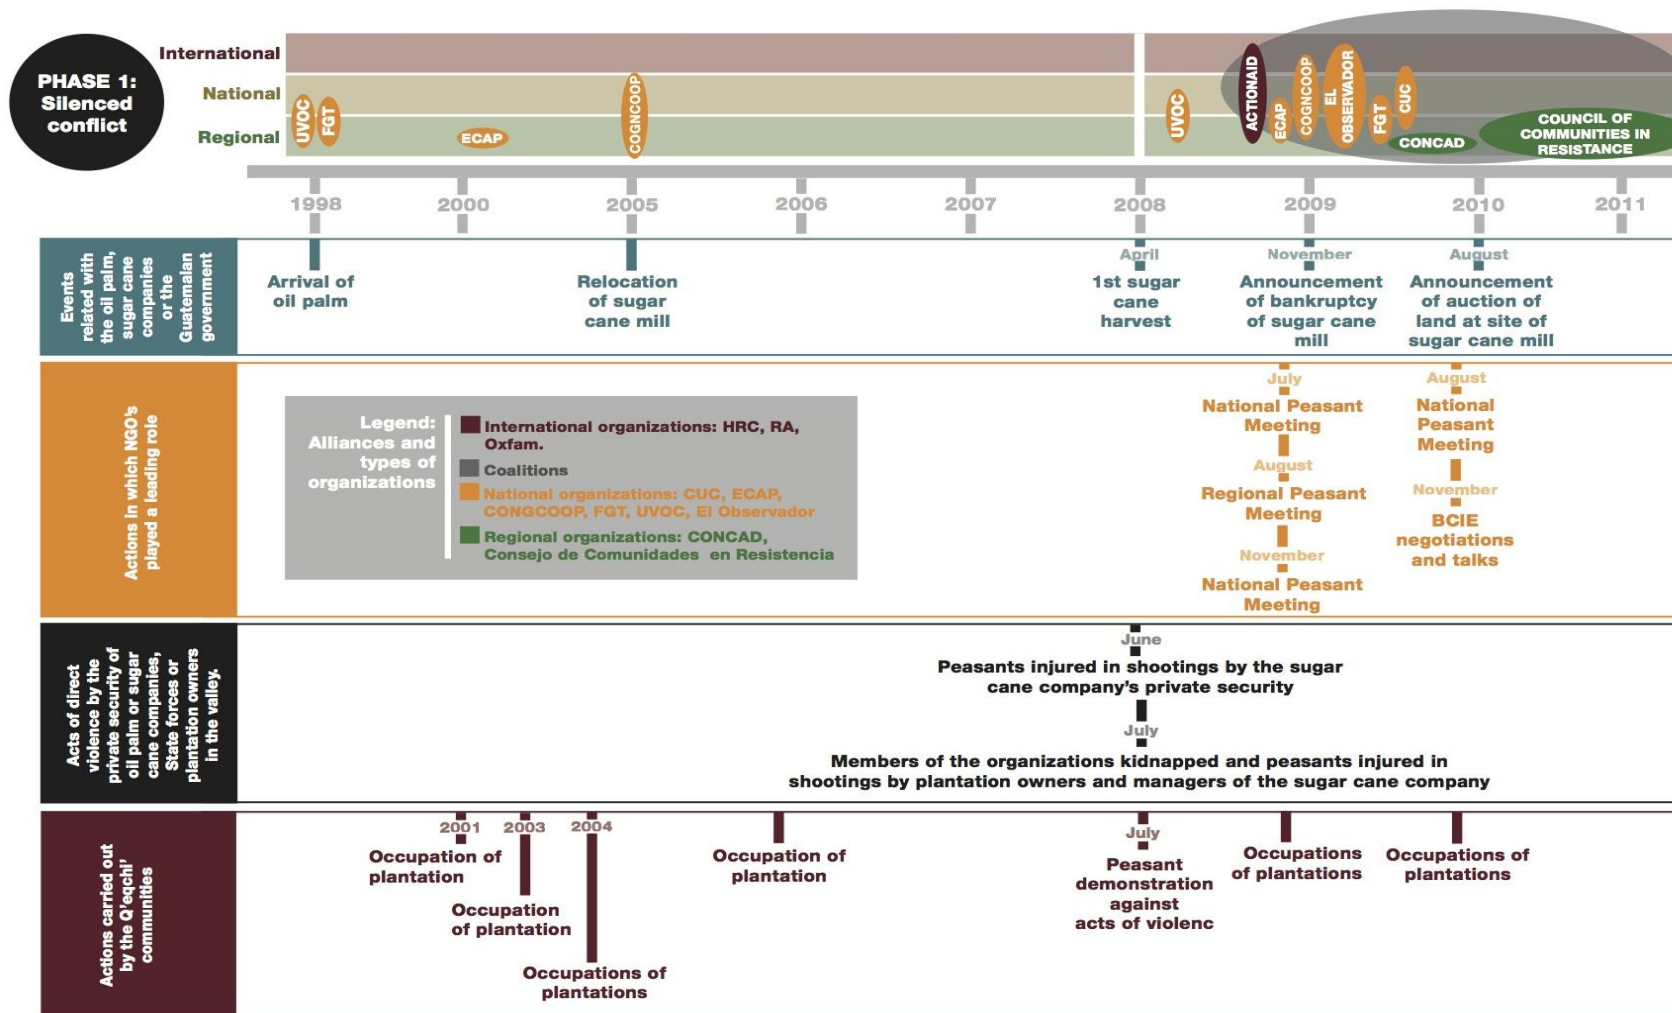 PHASE 1:
Silenced
conflict
International
National
Regional
UVOC
FGT
ECAP
COGNCOOP
UVOC
ACTIONAID
ECAP
COGNCOOP
EL
OBSERVADOR
FGT
CUC
CONCAD
COUNCIL OF
COMMUNITIES IN
RESISTANCE
1998
2000
2005
2006
2007
2008
2009
2010
2011
Events
related with
the oil palm,
sugar cane
companies
or the
Guatemalan
government
Arrival of
oil palm
Relocation
of sugar
cane mill
April
1st sugar
cane
harvest
November
Announcement
of bankruptcy
of sugar cane
mill
August
Announcement
of auction of
land at site of
sugar cane mill
Actions in which NGO's
played a leading role
Legend:
Alliances and
types of
organizations
International organizations: HRC, RA,
Oxfam.
Coalitions
National organizations: CUC, ECAP,
CONGCOOP, FGT, UVOC, El Observador
Regional organizations: CONCAD,
Consejo de Comunidades en Resistencia
July
National Peasant
Meeting
August
Regional Peasant
Meeting
November
National Peasant
Meeting
August
National
Peasant
Meeting
November
BCIE
negotiations
and talks
Acts of direct
violence by the
private security of
oil palm or sugar
cane companies,
State forces or
plantation owners
in the valley.
June
Peasants injured in shootings by the sugar
cane company's private security
July
Members of the organizations kidnapped and peasants injured in
shootings by plantation owners and managers of the sugar cane company
Actions carried out
by the Q'eqchi'
communities
2001
Occupation of
plantation
2003
Occupation
of plantation
2004
Occupations of
plantations
Occupation of
plantation
July
Peasant
demonstration
against
acts of violenc
Occupations
of plantations
Occupations of
plantations